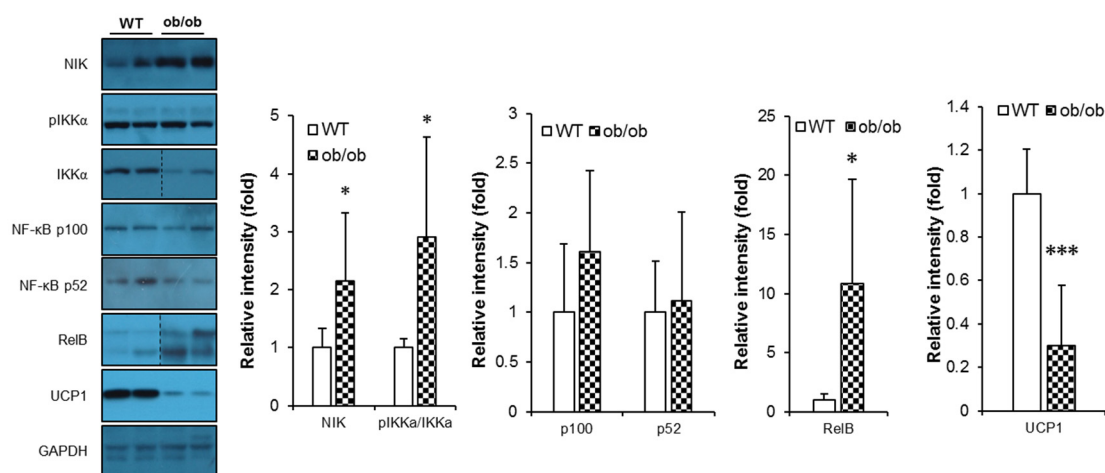 WT ob/ob
NIK
pIKKα
IKKα
NF-κB p100
NF-κB p52
RelB
UCP1
GAPDH
Relative intensity (fold)
5
4
3
2
1
0
WT
ob/ob
*
*
NIK
pIKKa/IKKa
Relative intensity (fold)
3
2.5
2
1.5
1
0.5
0
WT
ob/ob
p100
p52
Relative intensity (fold)
25
20
15
10
5
0
WT
ob/ob
*
RelB
Relative intensity (fold)
1.4
1.2
1
0.8
0.6
0.4
0.2
0
WT
ob/ob
***
UCP1